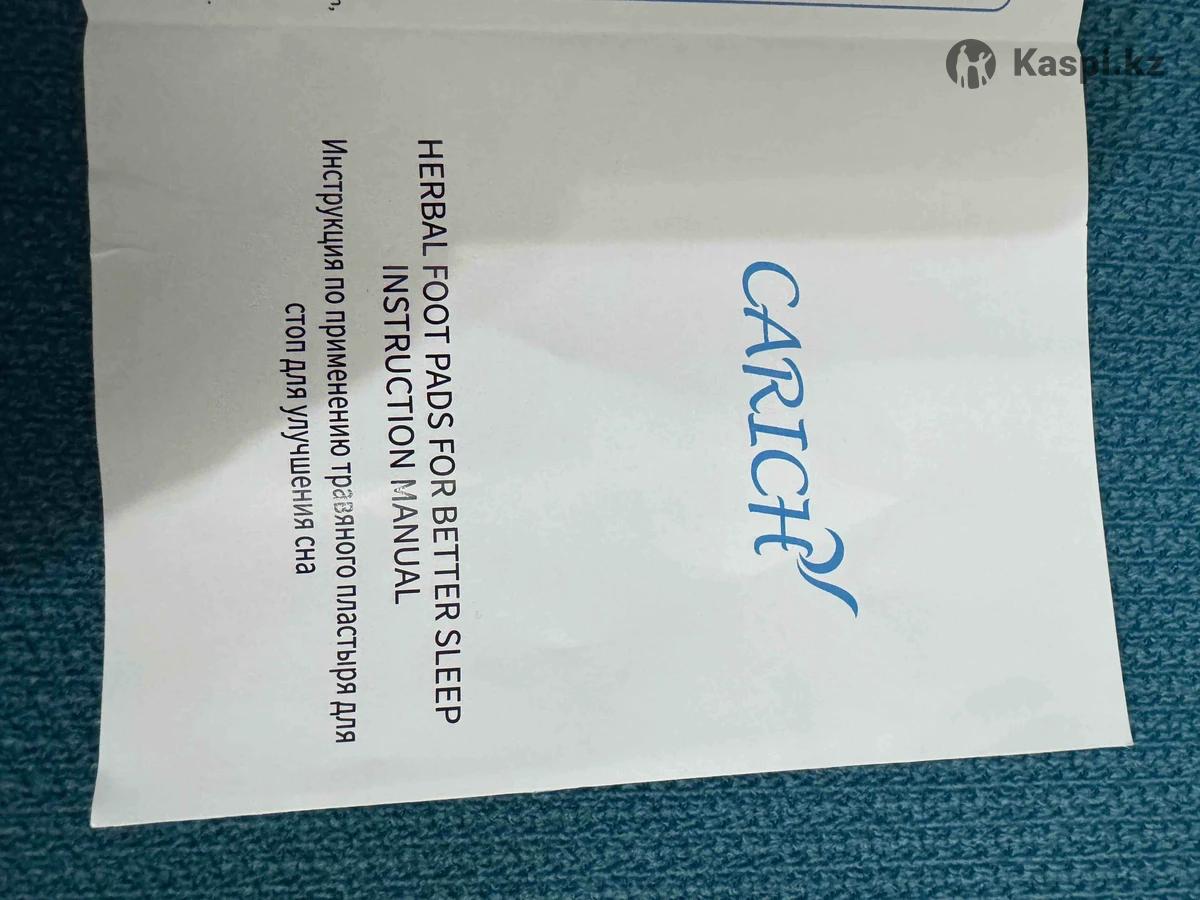 Kaspi.kz
CARICH
HERBAL FOOT PADS FOR BETTER SLEEP
INSTRUCTION MANUAL
Инструкция по применению травяного пластыря для
стоп для улучшения сна